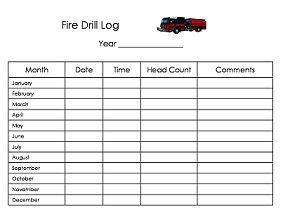 Fire Drill Log
Year
Month Date Time Head Count Comments
January
February
March
April
May
June
July
August
September
October
November
December